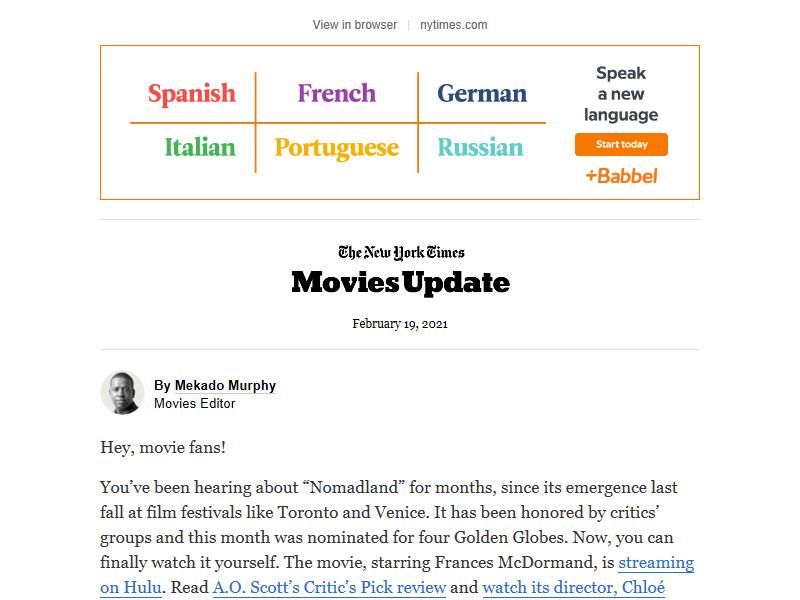 View in browser | nytimes.com
Spanish French German
Italian Portuguese Russian
Speak
a new
language
Start today
+Babbel
The New York Times
Movies Update
February 19, 2021
By Mekado Murphy
Movies Editor
Hey, movie fans!
You’ve been hearing about “Nomadland” for months, since its emergence last
fall at film festivals like Toronto and Venice. It has been honored by critics’
groups and this month was nominated for four Golden Globes. Now, you can
finally watch it yourself. The movie, starring Frances McDormand, is streaming
on Hulu. Read A.O. Scott’s Critic’s Pick review and watch its director, Chloé